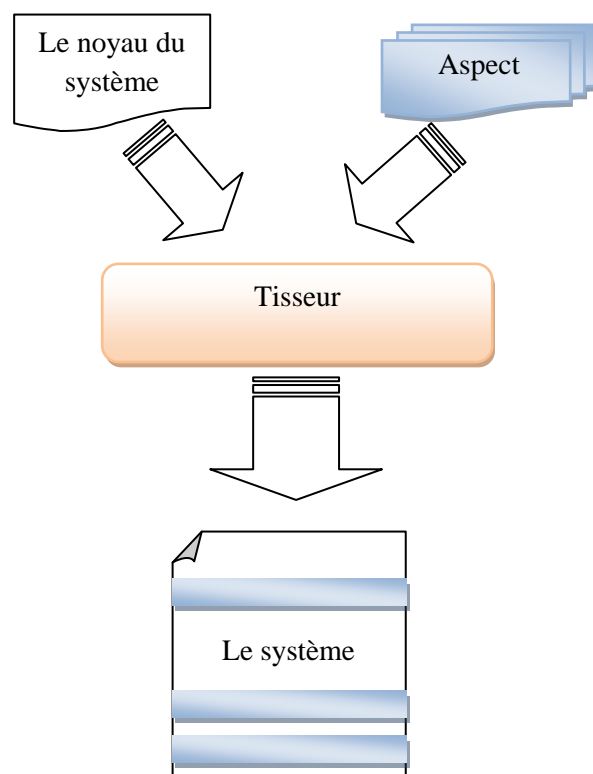 Le noyau du
système
Aspect
Tisseur
Le système